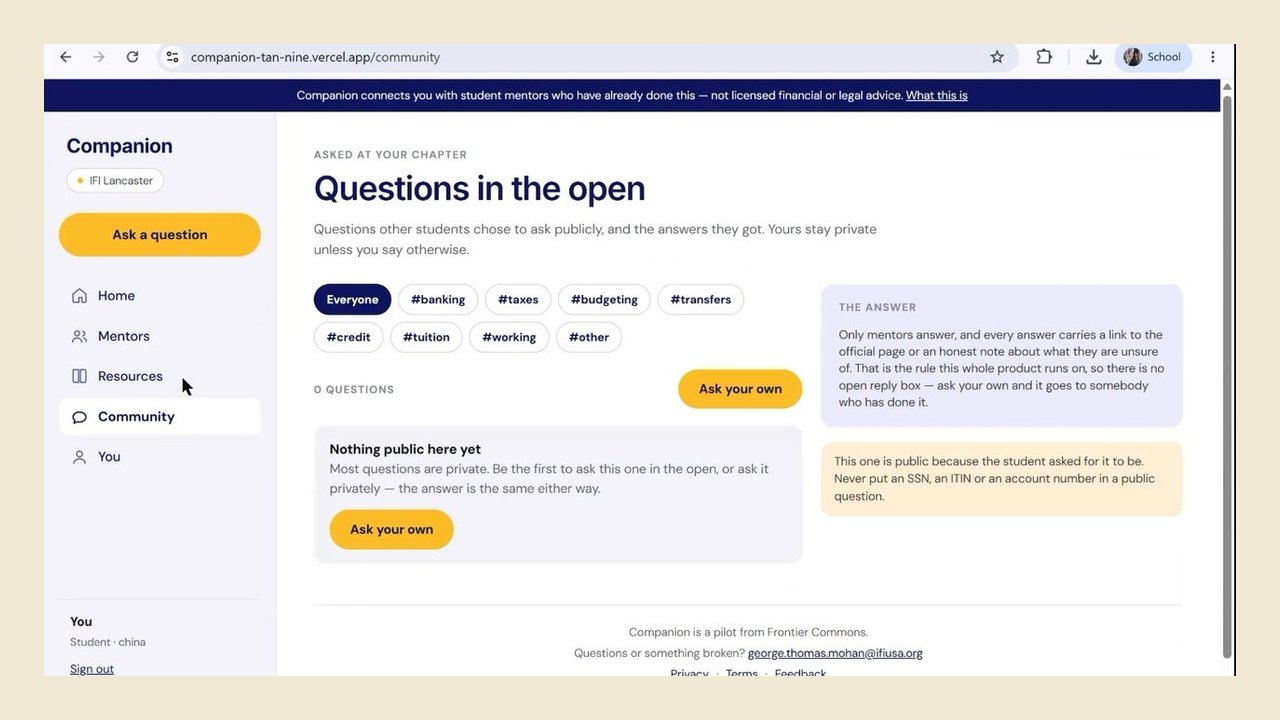 companion-tan-nine.vercel.app/community
School
Companion connects you with student mentors who have already done this — not licensed financial or legal advice. What this is
Companion
IFI Lancaster
Ask a question
Home
Mentors
Resources
Community
You
You
Student · china
Sign out
ASKED AT YOUR CHAPTER
Questions in the open
Questions other students chose to ask publicly, and the answers they got. Yours stay private
unless you say otherwise.
Everyone #banking #taxes #budgeting #transfers
#credit #tuition #working #other
0 QUESTIONS
Ask your own
Nothing public here yet
Most questions are private. Be the first to ask this one in the open, or ask it
privately — the answer is the same either way.
Ask your own
THE ANSWER
Only mentors answer, and every answer carries a link to the
official page or an honest note about what they are unsure
of. That is the rule this whole product runs on, so there is no
open reply box — ask your own and it goes to somebody
who has done it.
This one is public because the student asked for it to be.
Never put an SSN, an ITIN or an account number in a public
question.
Companion is a pilot from Frontier Commons.
Questions or something broken? george.thomas.mohan@ifiusa.org
Privacy · Terms · Feedback